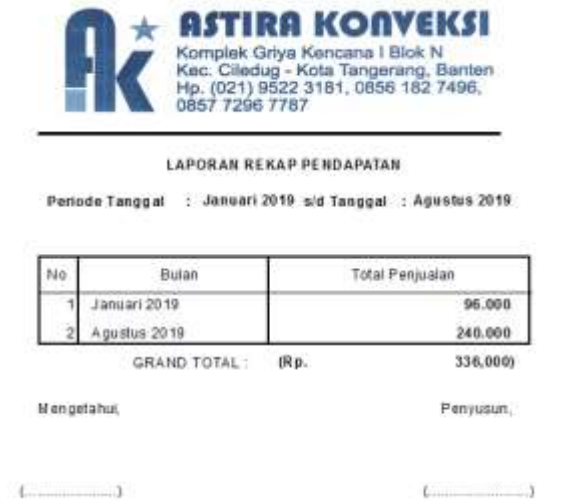 AK
ASTIRA KONVEKSI
Komplek Griya Kencana I Blok N
Kec. Ciledug - Kota Tangerang, Banten
Hp. (021) 9522 3181, 0856 182 7496,
0857 7296 7787
LAPORAN REKAP PENDAPATAN
Periode Tanggal : Januari 2019 s/d Tanggal : Agustus 2019
No Bulan Total Penjualan
1 Januari 2019 96.000
2 Agustus 2019 240.000
GRAND TOTAL : (Rp. 336,000)
Mengetahui, Penyusun,
(....................) (....................)